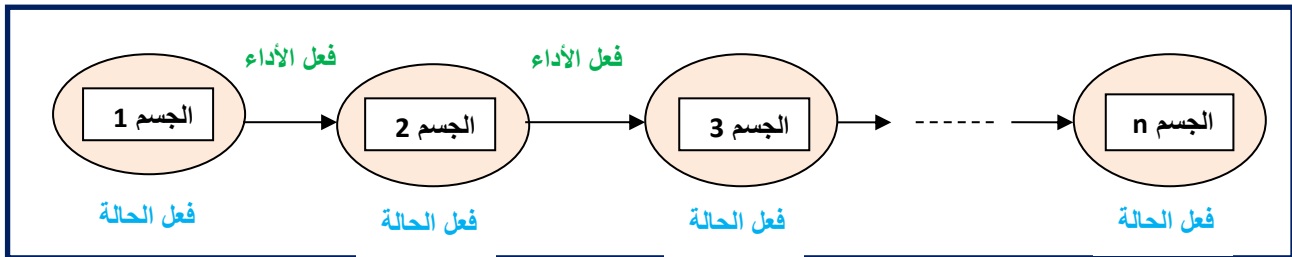 فعل الأداء
فعل الأداء
الجسم 1
الجسم 2
الجسم 3
الجسم n
فعل الحالة
فعل الحالة
فعل الحالة
فعل الحالة